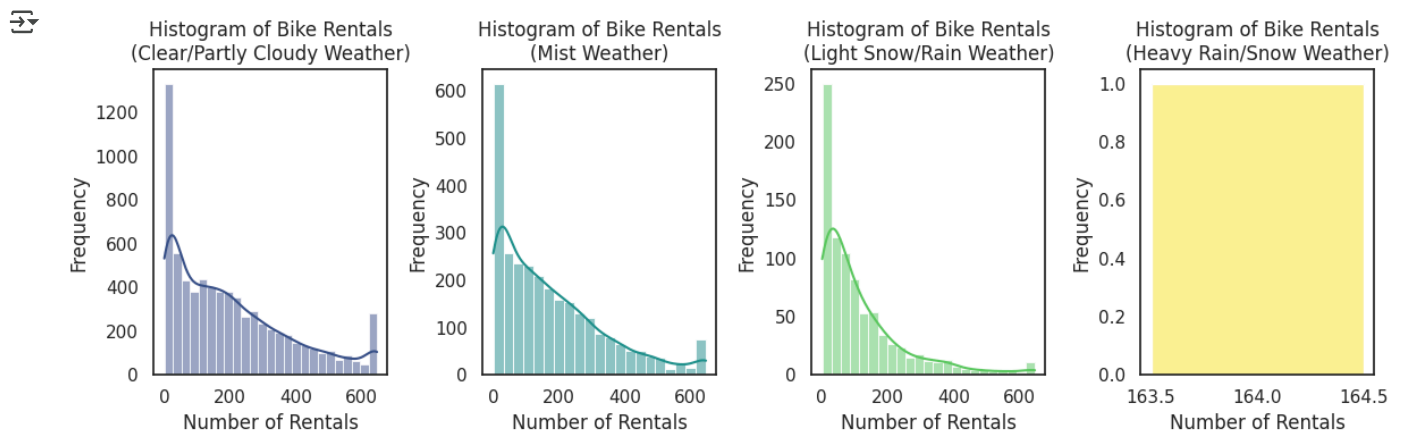 Histogram of Bike Rentals
(Clear/Partly Cloudy Weather)
1200
1000
800
600
400
200
0
Frequency
0 200 400 600
Number of Rentals
Histogram of Bike Rentals
(Mist Weather)
600
500
400
300
200
100
0
Frequency
0 200 400 600
Number of Rentals
Histogram of Bike Rentals
(Light Snow/Rain Weather)
250
200
150
100
50
0
Frequency
0 200 400 600
Number of Rentals
Histogram of Bike Rentals
(Heavy Rain/Snow Weather)
1.0
0.8
0.6
0.4
0.2
0.0
Frequency
163.5 164.0 164.5
Number of Rentals